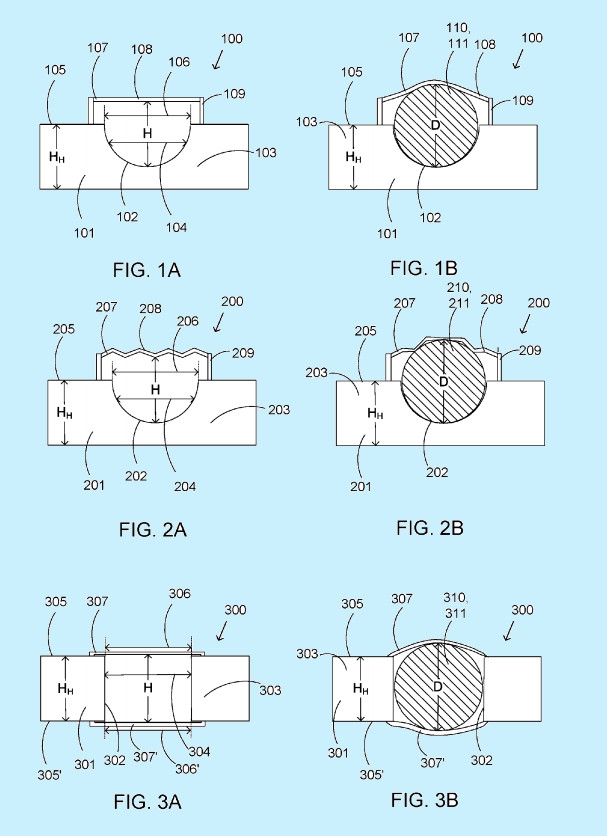 107 108 106 100
105 109
H
H_H 103
101 102 104
FIG. 1A
107 110, 111 108 100
105 109
103 D
H_H
101 102
FIG. 1B
207 208 206 200
205 209
H
H_H 203
201 202 204
FIG. 2A
207 210, 211 208 200
205 209
203 D
H_H
201 202
FIG. 2B
305 307 306 300
H_H H 303
305' 301 302 307' 304
306'
FIG. 3A
305 307 310, 311 300
303
H_H D
301 305' 307' 302
FIG. 3B